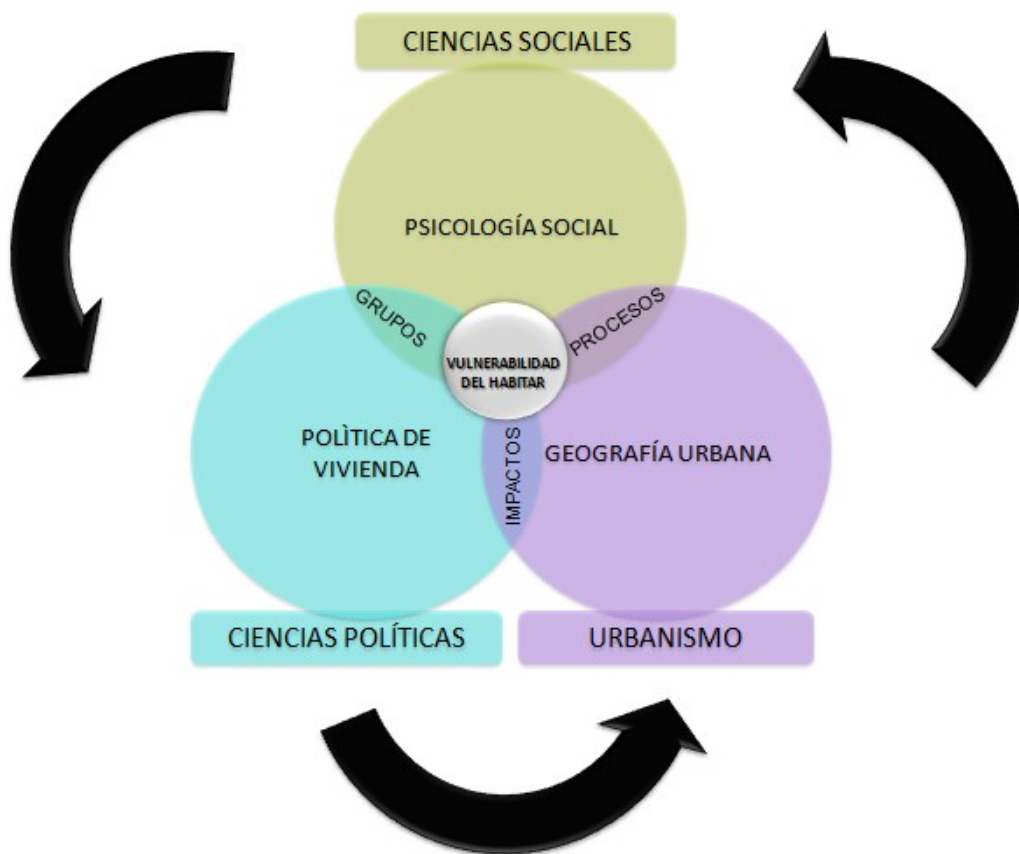 CIENCIAS SOCIALES
PSICOLOGÍA SOCIAL
GRUPOS
PROCESOS
VULNERABILIDAD
DEL HABITAR
POLÌTICA DE
VIVIENDA
IMPACTOS
GEOGRAFÍA URBANA
CIENCIAS POLÍTICAS
URBANISMO